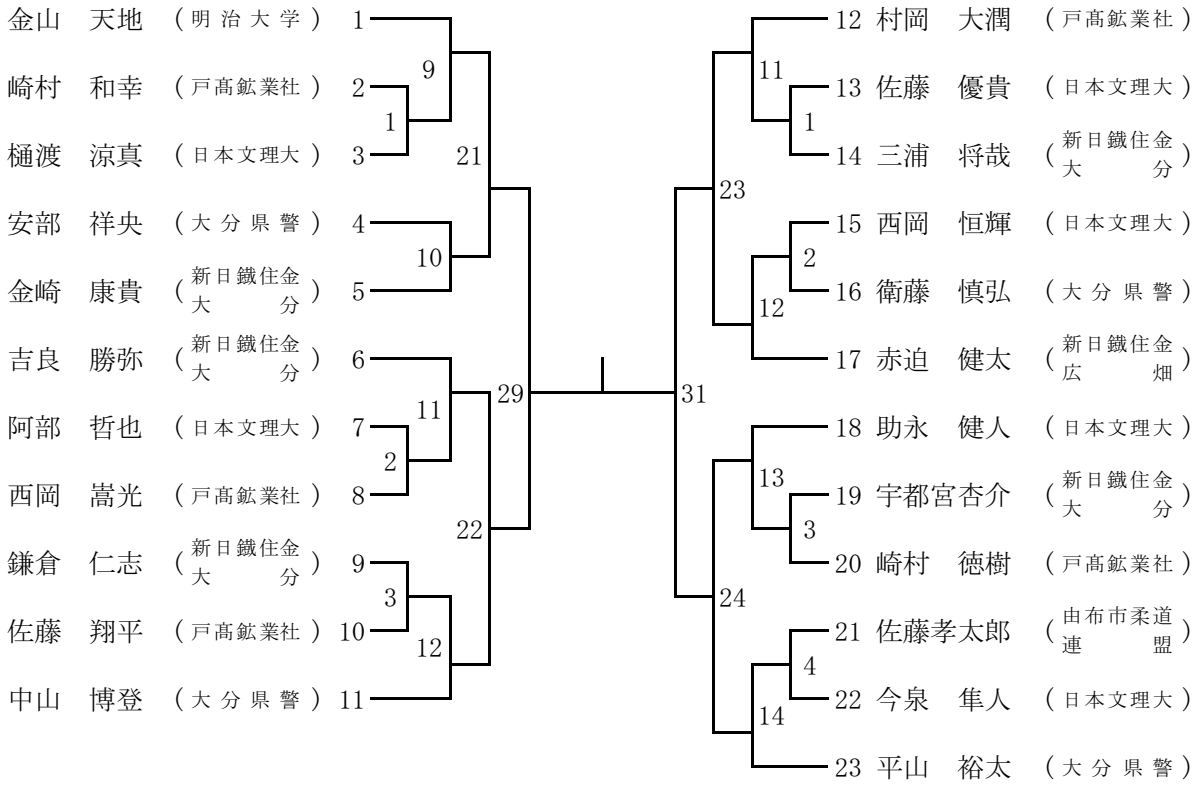 金山　天地 （明治大学） 1
崎村　和幸 （戸髙鉱業社） 2
樋渡　涼真 （日本文理大） 3
安部　祥央 （大分県警） 4
金崎　康貴 （新日鐵住金大分） 5
吉良　勝弥 （新日鐵住金大分） 6
阿部　哲也 （日本文理大） 7
西岡　嵩光 （戸髙鉱業社） 8
鎌倉　仁志 （新日鐵住金大分） 9
佐藤　翔平 （戸髙鉱業社） 10
中山　博登 （大分県警） 11
1
2
3
9
10
11
12
21
22
29
31
12 村岡　大潤 （戸髙鉱業社）
13 佐藤　優貴 （日本文理大）
14 三浦　将哉 （新日鐵住金大分）
15 西岡　恒輝 （日本文理大）
16 衛藤　慎弘 （大分県警）
17 赤迫　健太 （新日鐵住金広畑）
18 助永　健人 （日本文理大）
19 宇都宮杏介 （新日鐵住金大分）
20 崎村　徳樹 （戸髙鉱業社）
21 佐藤孝太郎 （由布市柔道連盟）
22 今泉　隼人 （日本文理大）
23 平山　裕太 （大分県警）
11
1
23
2
12
13
3
24
4
14